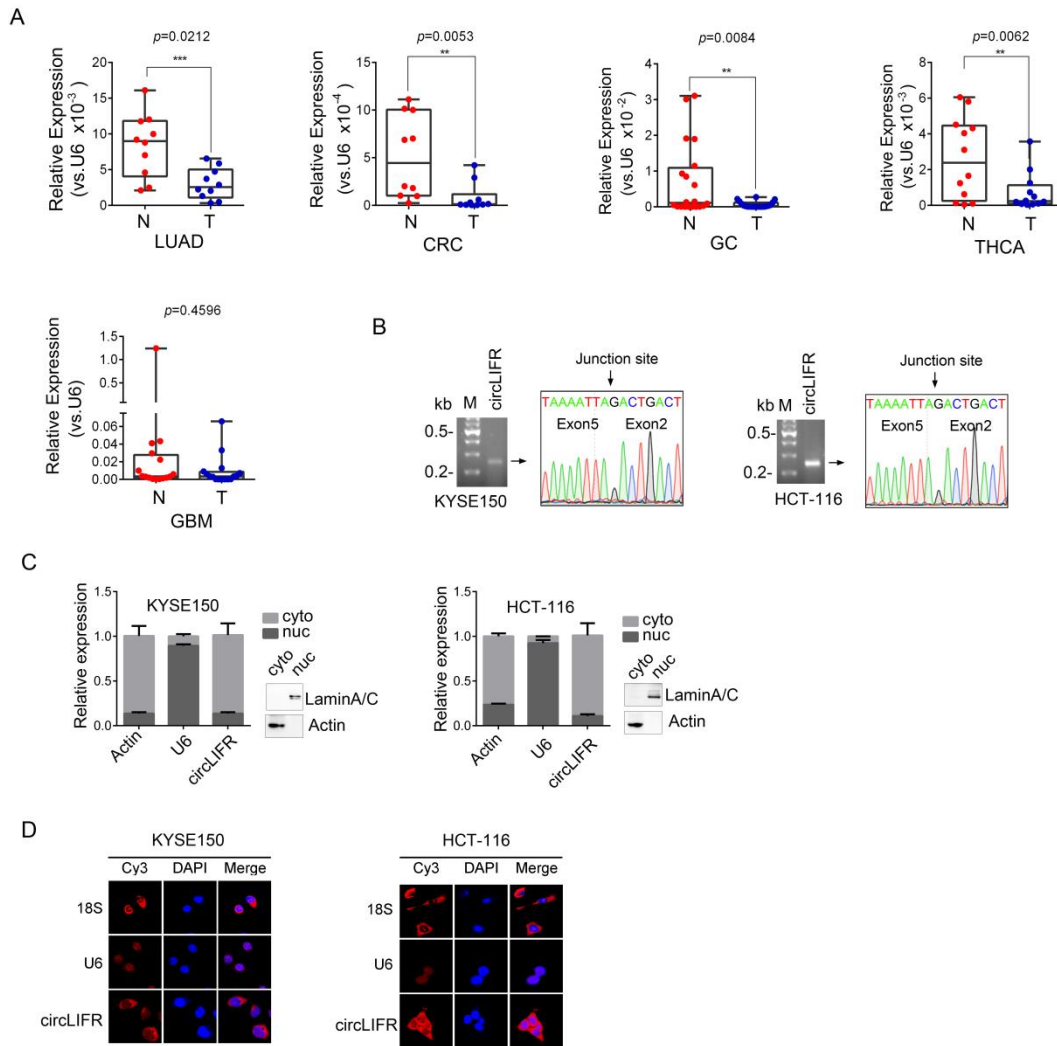 A
p=0.0212
***
Relative Expression
(vs.U6 x10⁻³)
20
15
10
5
0
N
T
LUAD
p=0.0053
**
Relative Expression
(vs.U6 x10⁻⁴)
15
10
5
0
N
T
CRC
p=0.0084
**
Relative Expression
(vs.U6 x10⁻²)
4
3
2
1
0
N
T
GC
p=0.0062
**
Relative Expression
(vs.U6 x10⁻³)
8
6
4
2
0
N
T
THCA
p=0.4596
Relative Expression
(vs.U6)
1.5
1.0
0.5
0.06
0.04
0.02
0.00
N
T
GBM
B
kb
M
circLIFR
0.5-
0.2-
KYSE150
Junction site
TAAAATTAGACTGACT
Exon5
Exon2
kb
M
circLIFR
0.5-
0.2-
HCT-116
Junction site
TAAAATTAGACTGACT
Exon5
Exon2
C
Relative expression
1.5
1.0
0.5
0.0
KYSE150
Actin
U6
circLIFR
cyto
nuc
cyto
nuc
LaminA/C
Actin
Relative expression
1.5
1.0
0.5
0.0
HCT-116
Actin
U6
circLIFR
cyto
nuc
cyto
nuc
LaminA/C
Actin
D
KYSE150
Cy3
DAPI
Merge
18S
U6
circLIFR
HCT-116
Cy3
DAPI
Merge
18S
U6
circLIFR